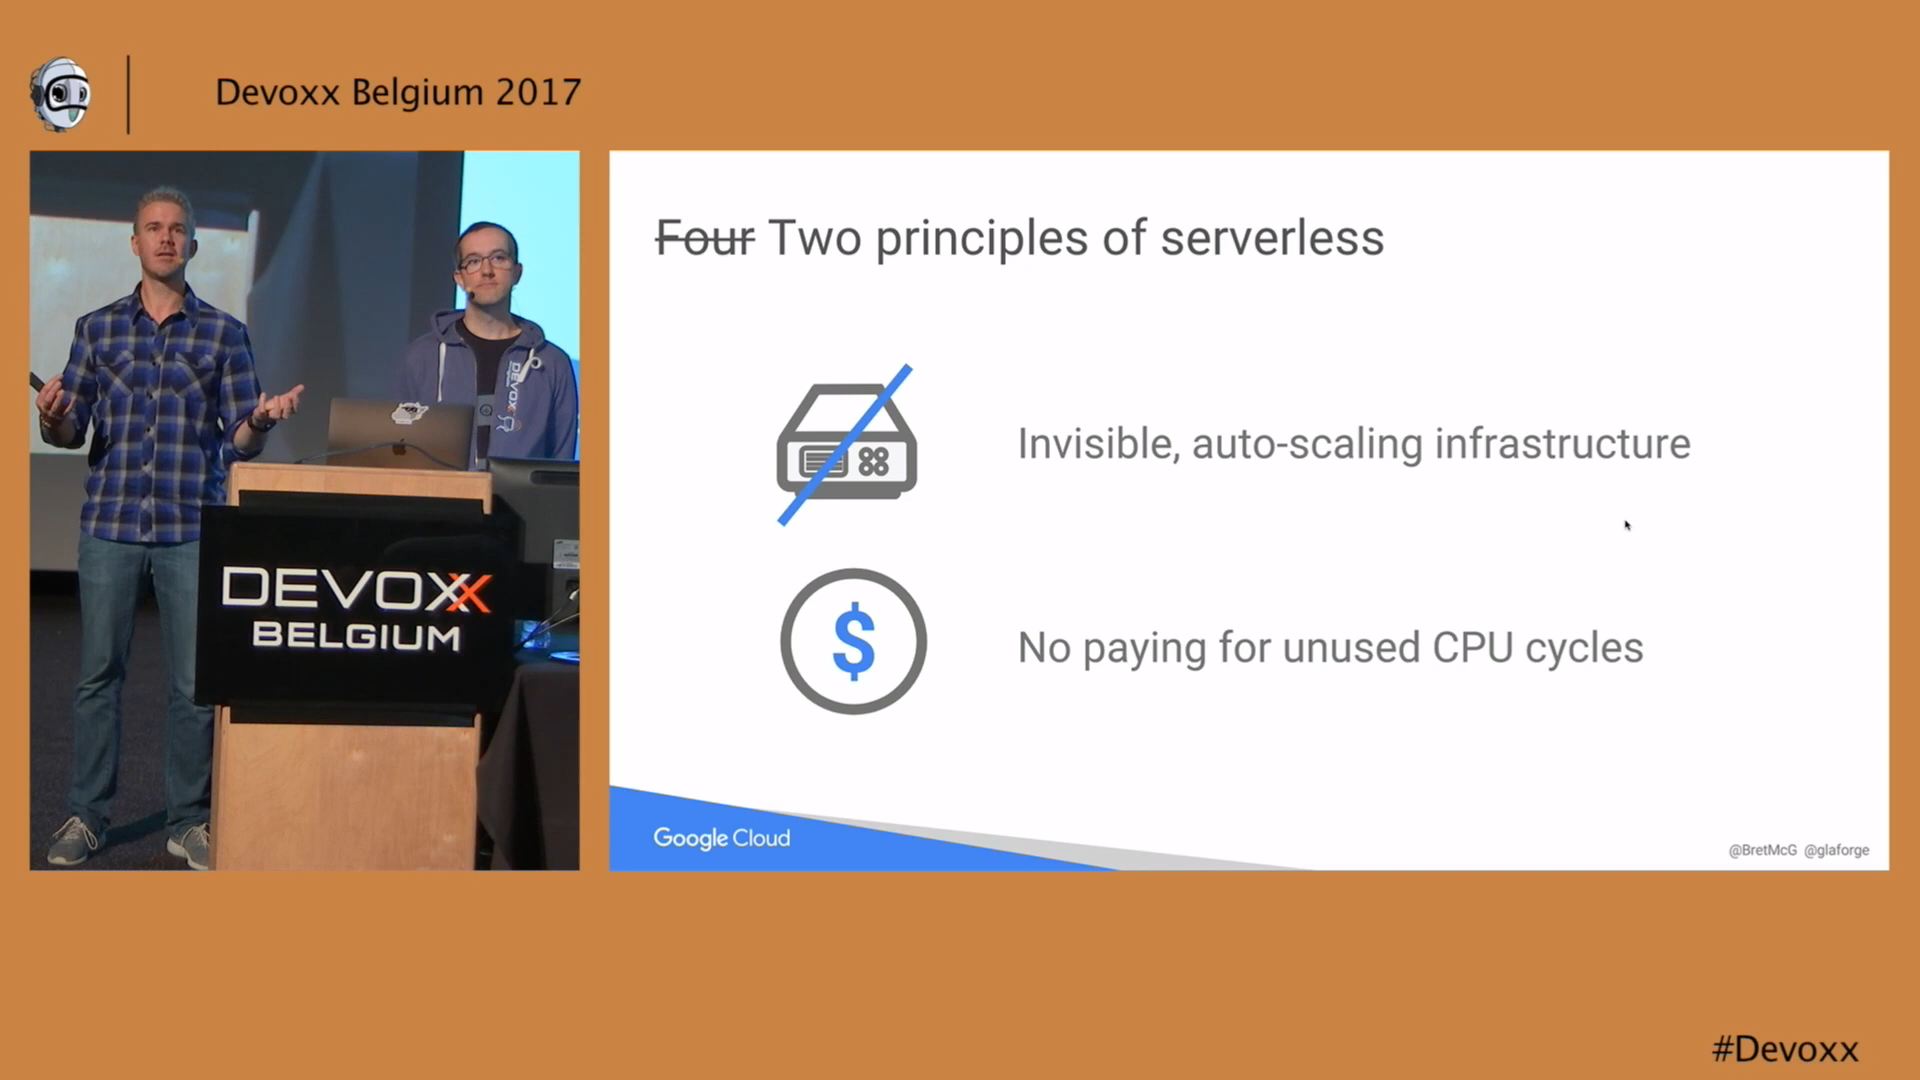 Devoxx Belgium 2017
DEVOXX
DEVOXX
BELGIUM
Four Two principles of serverless
Invisible, auto-scaling infrastructure
$
No paying for unused CPU cycles
Google Cloud
@BretMcG @glaforge
#Devoxx